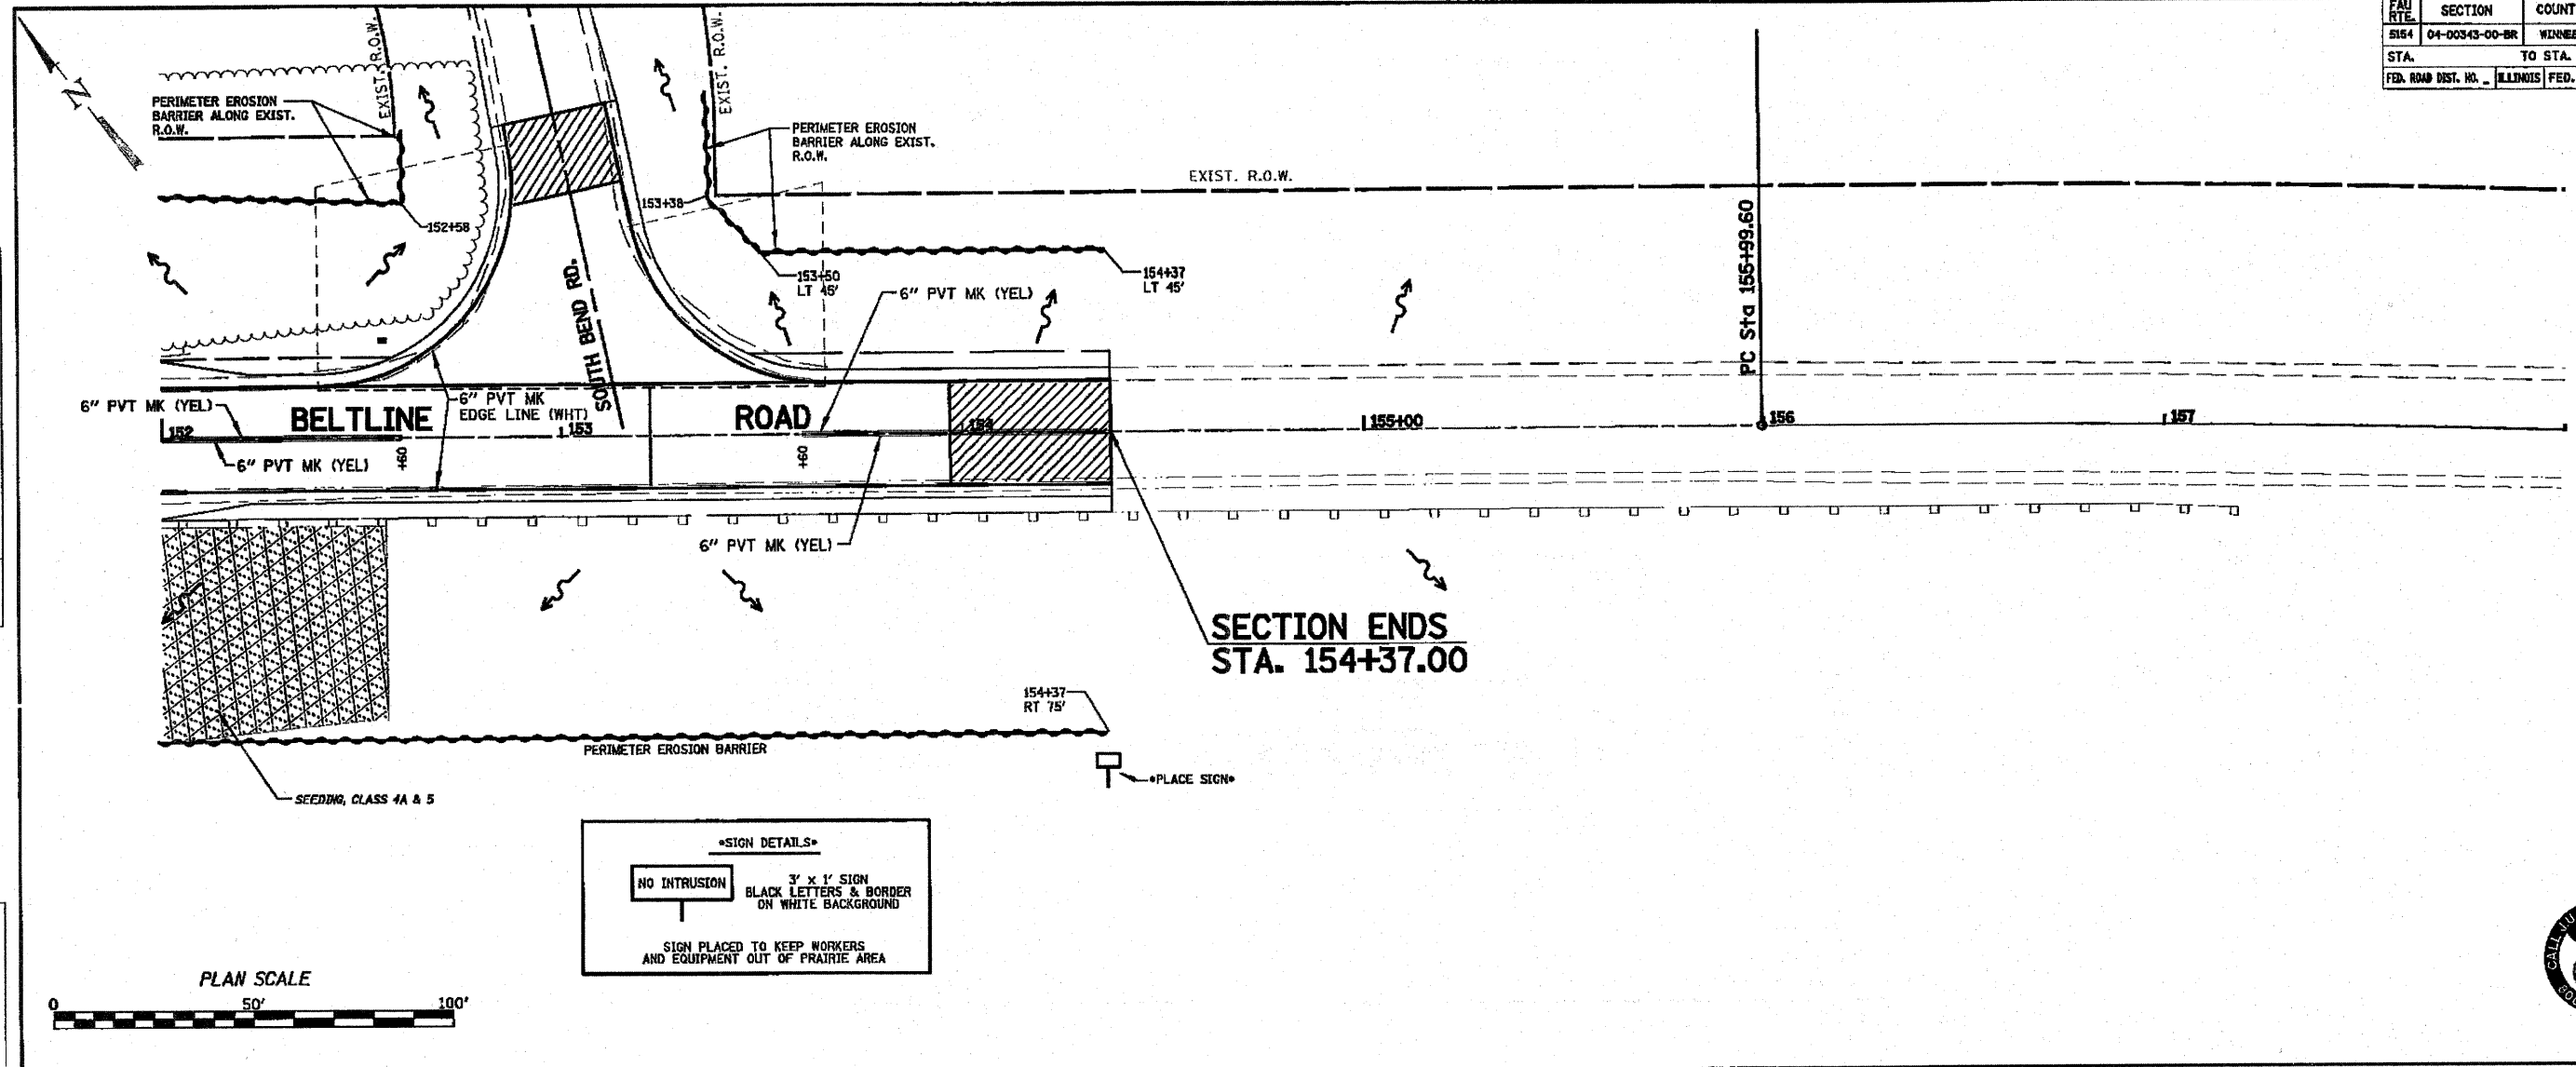 FAU RTE.
SECTION
COUNT
5154
04-00343-00-BR
WINNEB
STA.
TO STA.
FED. ROAD DIST. NO. _
ILLINOIS
FED.
N
PERIMETER EROSION
BARRIER ALONG EXIST.
R.O.W.
EXIST. R.O.W.
EXIST. R.O.W.
PERIMETER EROSION
BARRIER ALONG EXIST.
R.O.W.
EXIST. R.O.W.
152+58
153+38
153+50
LT 45'
154+37
LT 45'
6" PVT MK (YEL)
PC Sta 155+99.60
SOUTH BEND RD.
6" PVT MK (YEL)
BELTLINE
6" PVT MK
EDGE LINE (WHT)
ROAD
152
153
154
155+00
156
157
6" PVT MK (YEL)
+60
+60
6" PVT MK (YEL)
SECTION ENDS
STA. 154+37.00
154+37
RT 75'
PERIMETER EROSION BARRIER
*PLACE SIGN*
SEEDING, CLASS 4A & 5
*SIGN DETAILS*
NO INTRUSION
3' x 1' SIGN
BLACK LETTERS & BORDER
ON WHITE BACKGROUND
SIGN PLACED TO KEEP WORKERS
AND EQUIPMENT OUT OF PRAIRIE AREA
PLAN SCALE
0
50'
100'
CALL J.U